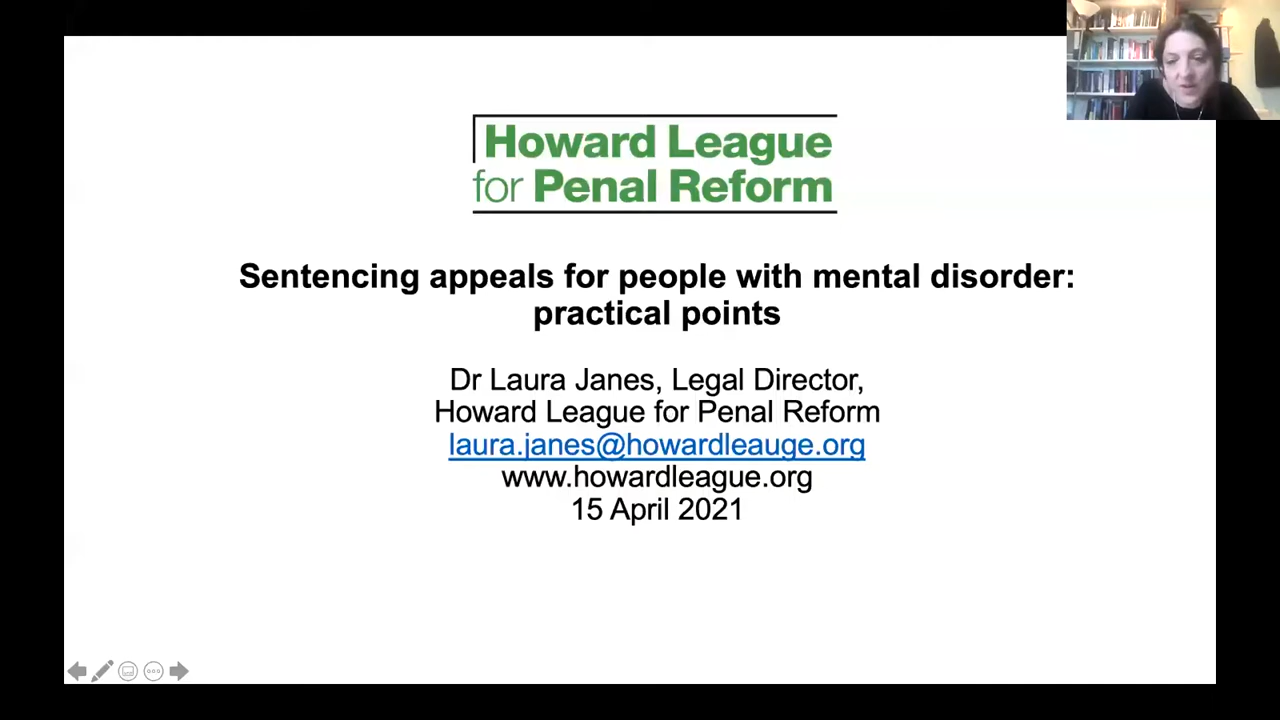 Howard League
for Penal Reform
Sentencing appeals for people with mental disorder:
practical points
Dr Laura Janes, Legal Director,
Howard League for Penal Reform
laura.janes@howardleauge.org
www.howardleague.org
15 April 2021